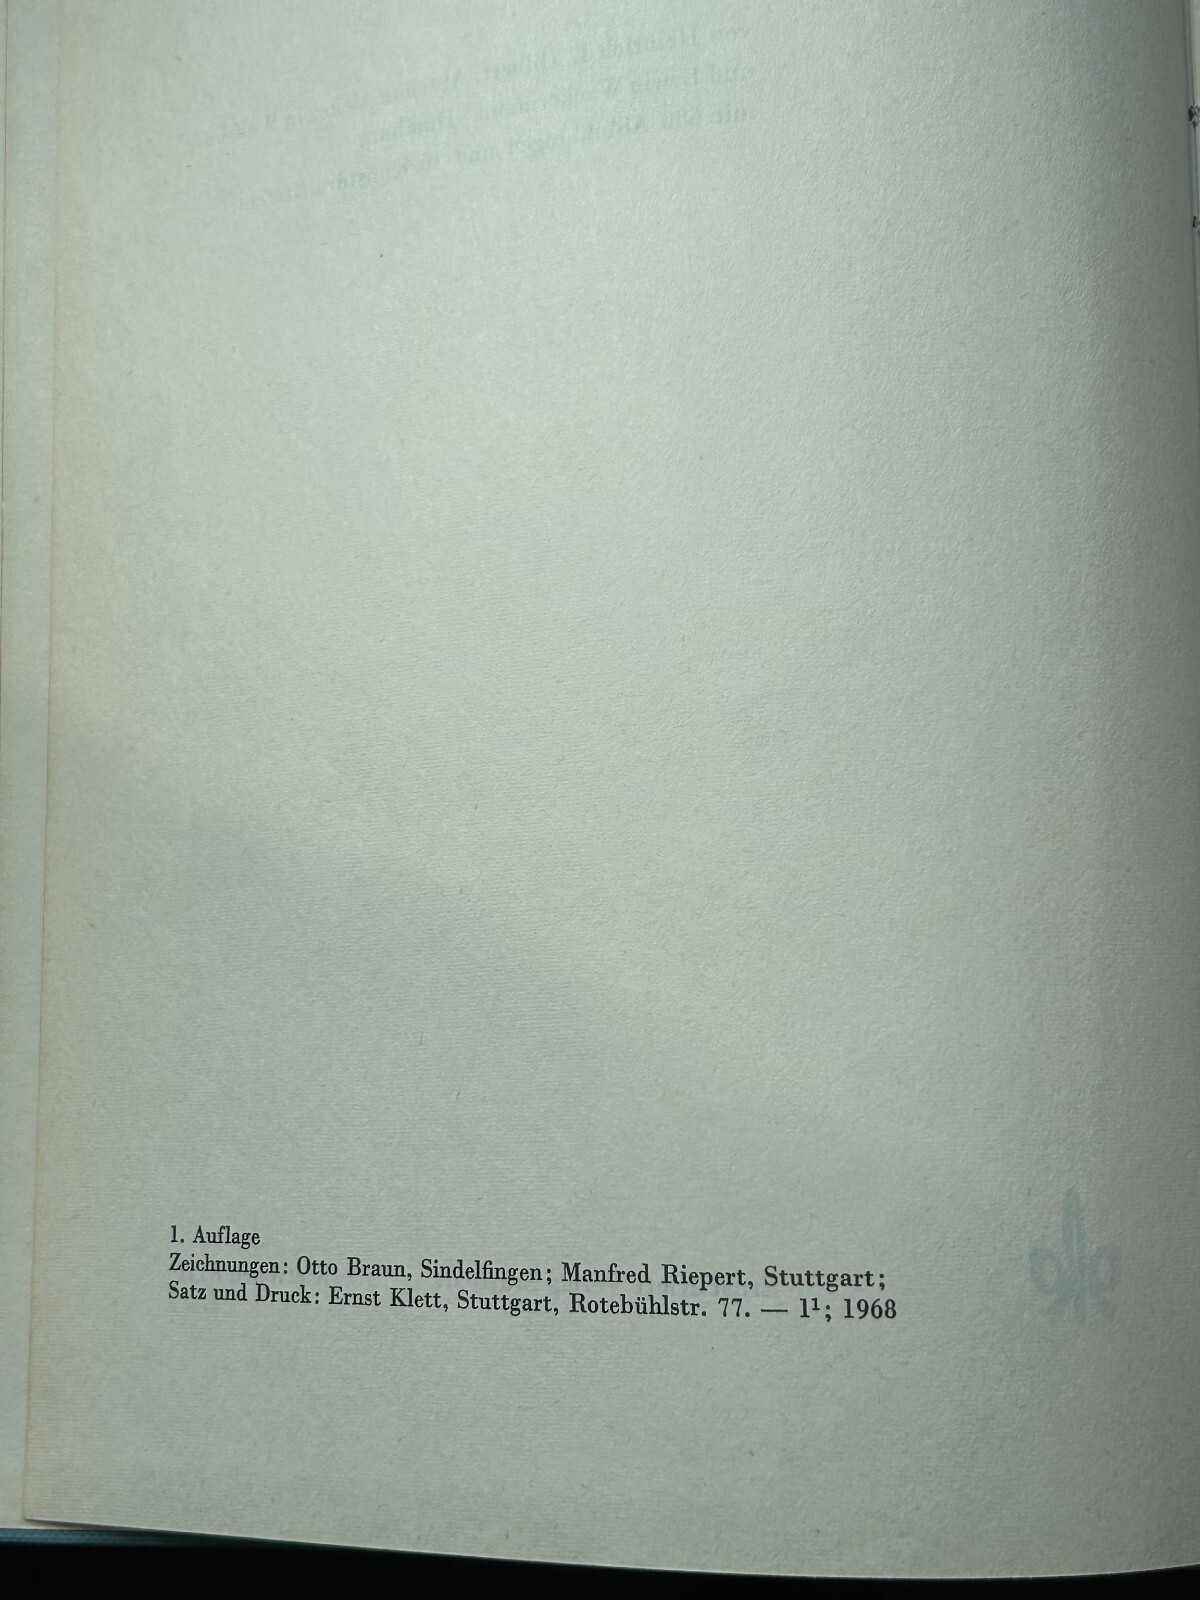 1. Auflage
Zeichnungen: Otto Braun, Sindelfingen; Manfred Riepert, Stuttgart;
Satz und Druck: Ernst Klett, Stuttgart, Rotebühlstr. 77. — 1¹; 1968